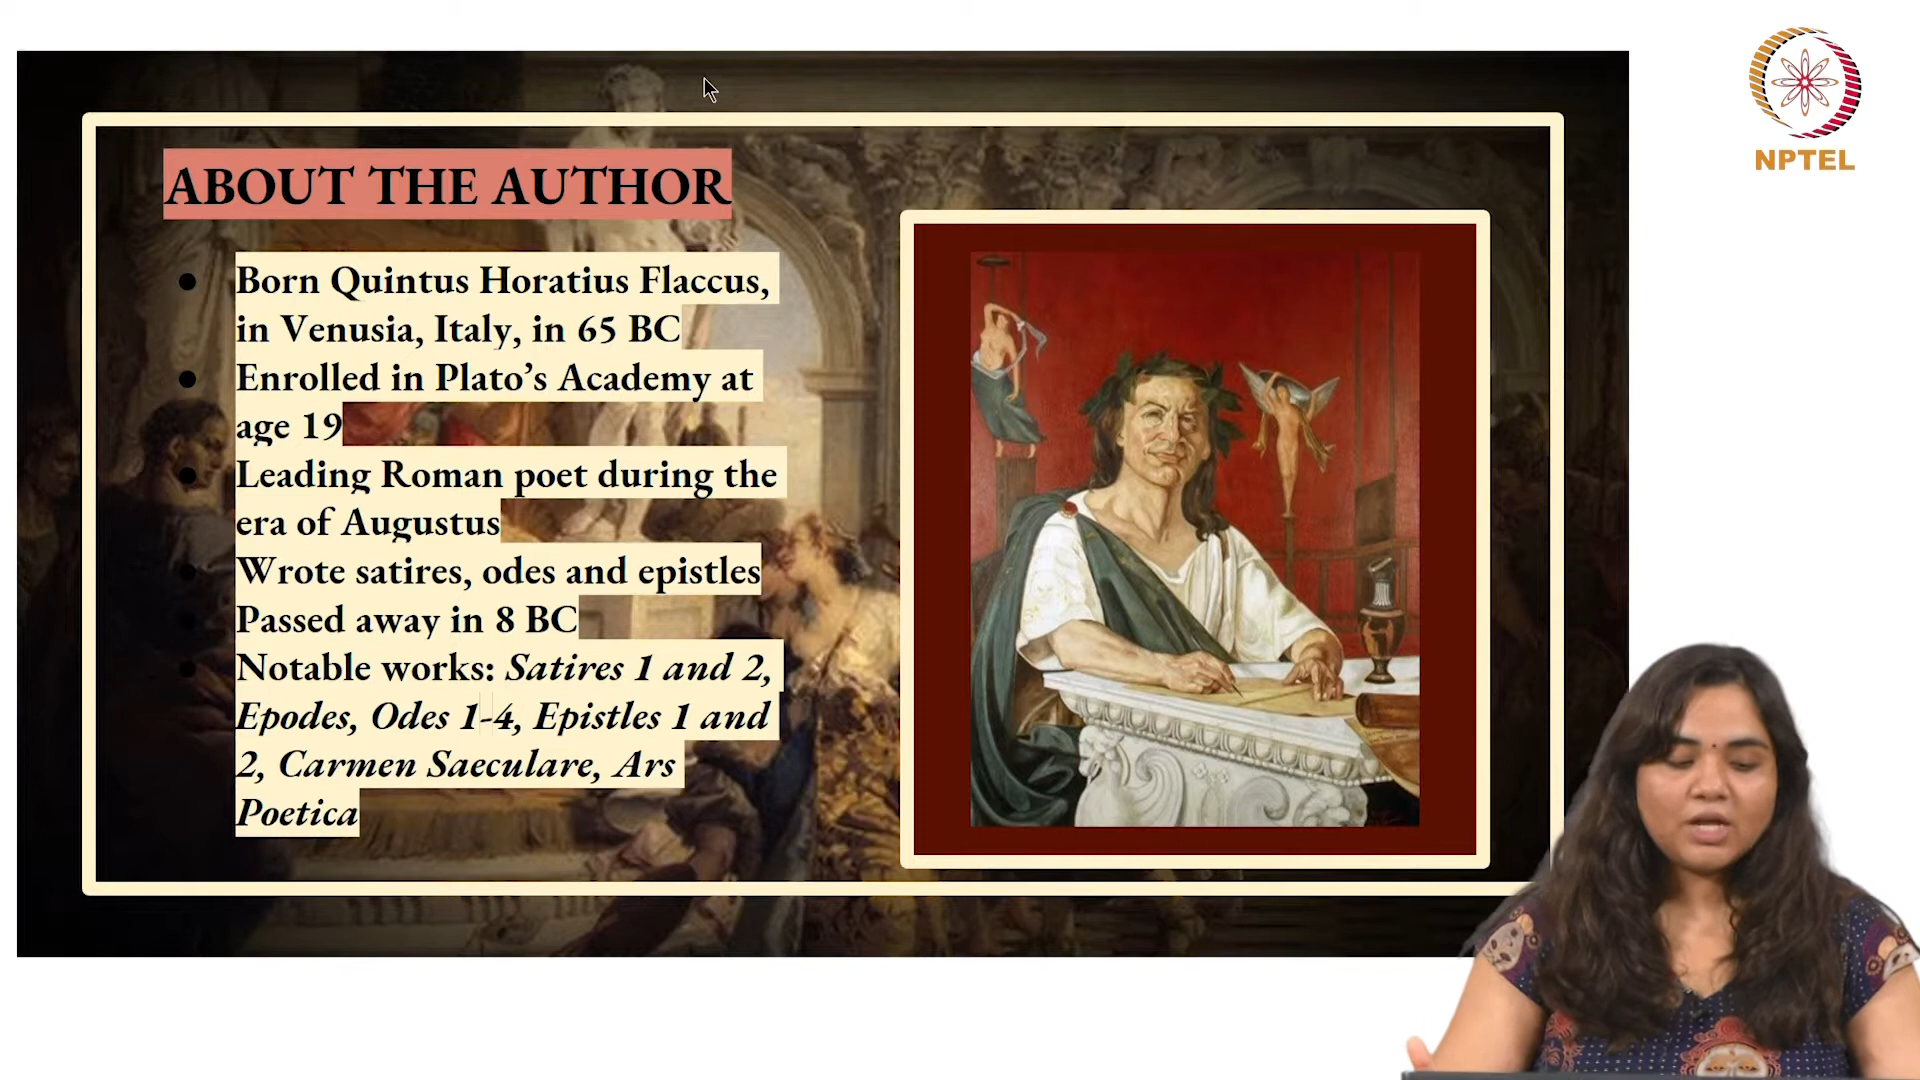 ABOUT THE AUTHOR
Born Quintus Horatius Flaccus,
in Venusia, Italy, in 65 BC
Enrolled in Plato’s Academy at
age 19
Leading Roman poet during the
era of Augustus
Wrote satires, odes and epistles
Passed away in 8 BC
Notable works: Satires 1 and 2,
Epodes, Odes 1-4, Epistles 1 and
2, Carmen Saeculare, Ars
Poetica
NPTEL